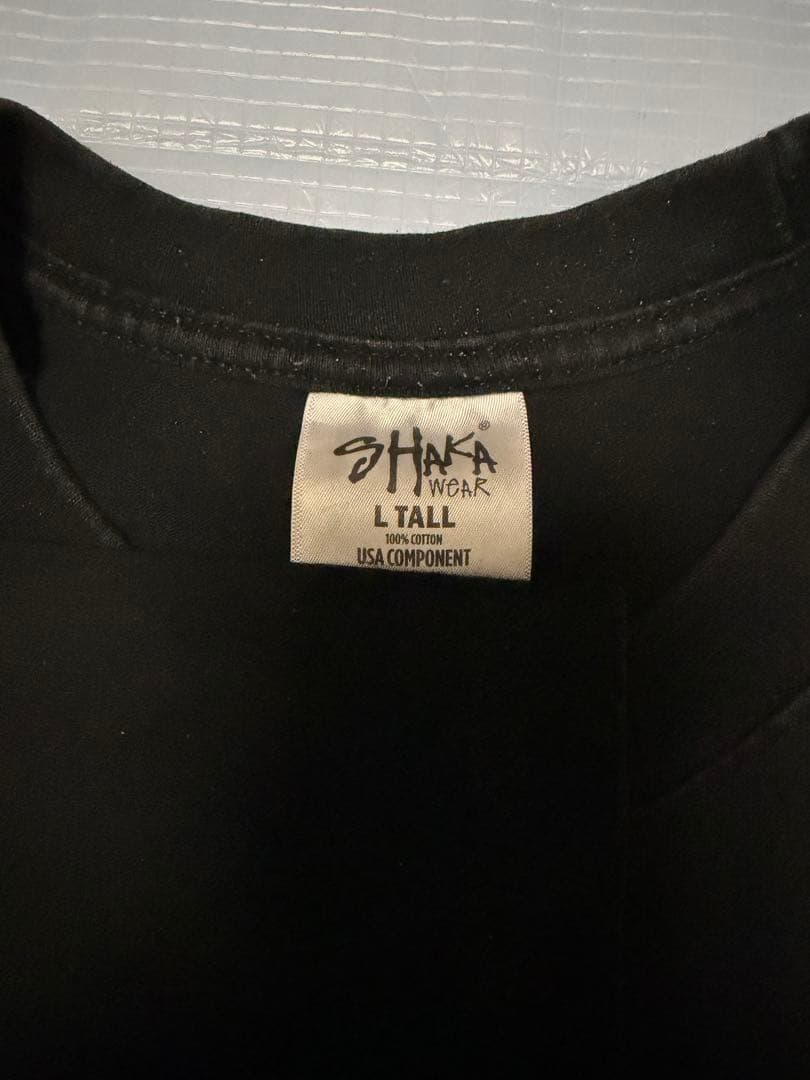 SHAKA®
WEAR
L TALL
100% COTTON
USA COMPONENT